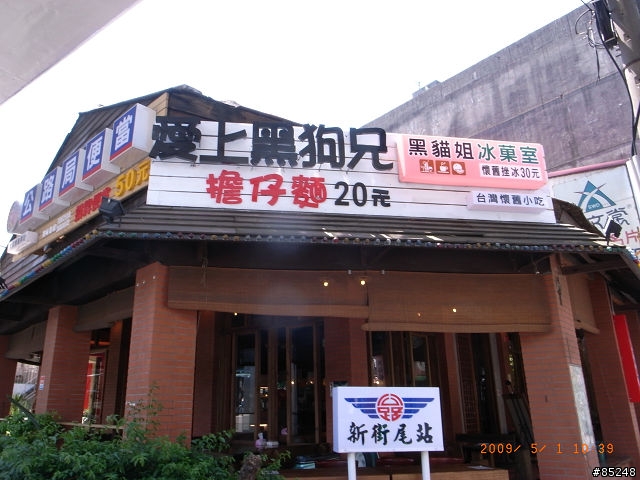 愛上黑狗兄
擔仔麵20元
黑貓姐冰菓室
懷舊挫冰30元
台灣懷舊小吃
公路局便當
50元
新街尾站
2009/ 5/ 1 10 39
#85248